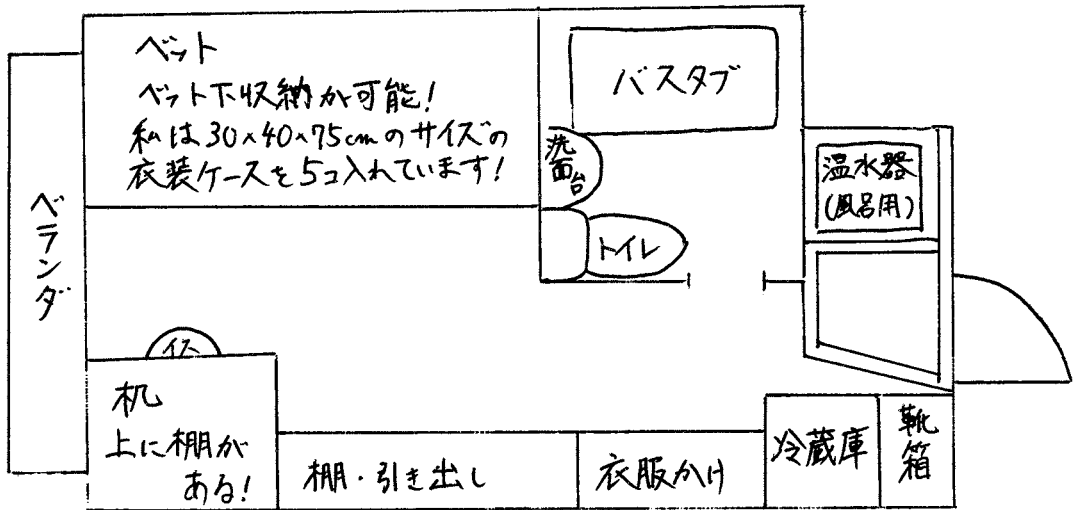 ベット
ベット下収納が可能!
私は30×40×75cmのサイズの
衣装ケースを5コ入れています!
バスタブ
洗面台
トイレ
温水器
(風呂用)
ベランダ
イス
机
上に棚が
ある!
棚・引き出し
衣服かけ
冷蔵庫
靴箱